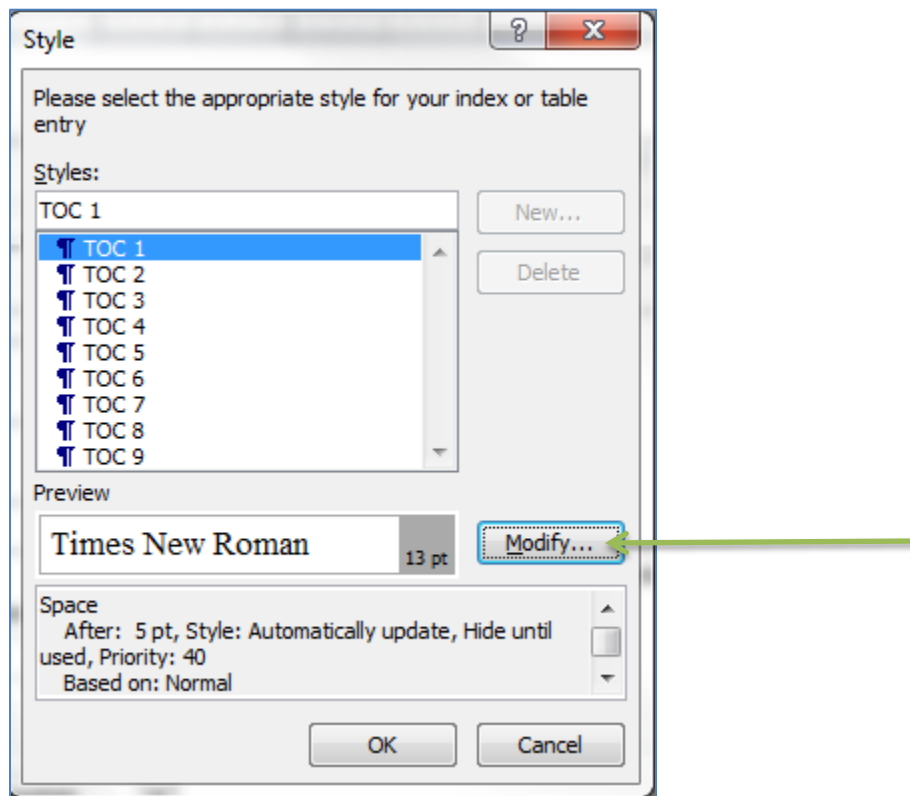 Style
Please select the appropriate style for your index or table
entry
Styles:
TOC 1
New...
¶ TOC 1
¶ TOC 2
Delete
¶ TOC 3
¶ TOC 4
¶ TOC 5
¶ TOC 6
¶ TOC 7
¶ TOC 8
¶ TOC 9
Preview
Times New Roman
13 pt
Modify...
Space
After: 5 pt, Style: Automatically update, Hide until
used, Priority: 40
Based on: Normal
OK
Cancel